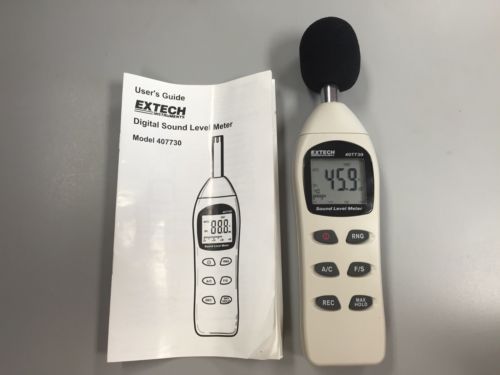 User's Guide
EXTECH
INSTRUMENTS
Digital Sound Level Meter
Model 407730
88.8
EXTECH
407730
45.9
Sound Level Meter
RNG
A/C
F/S
REC
MAX
HOLD